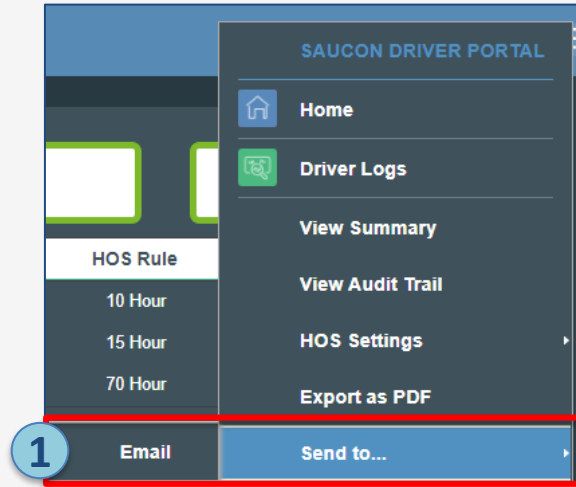 SAUCON DRIVER PORTAL
Home
Driver Logs
View Summary
HOS Rule
View Audit Trail
10 Hour
15 Hour
HOS Settings
70 Hour
Export as PDF
1
Email
Send to...